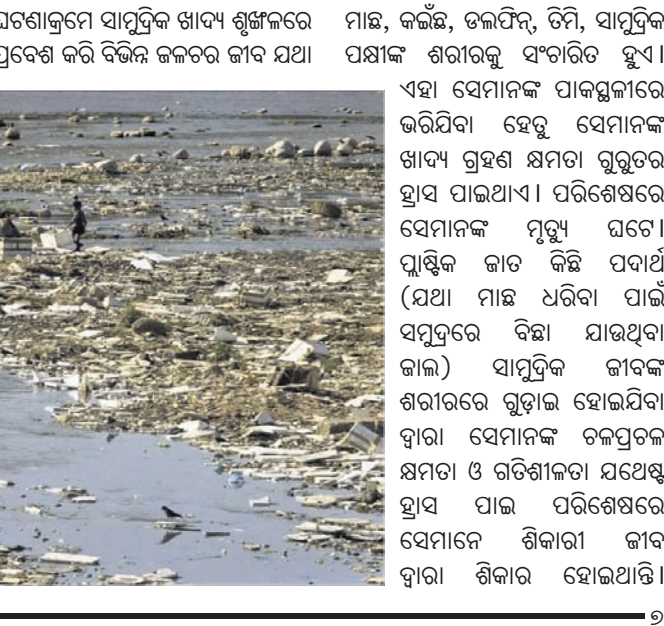 ଘଟଣାକ୍ରମେ ସାମୁଦ୍ରିକ ଖାଦ୍ୟ ଶୃଙ୍ଖଳରେ
ପ୍ରବେଶ କରି ବିଭିନ୍ନ ଜଳଚର ଜୀବ ଯଥା
ମାଛ, କଇଁଛ, ଡଲଫିନ୍, ତିମି, ସାମୁଦ୍ରିକ
ପକ୍ଷୀଙ୍କ ଶରୀରକୁ ସଂଚାରିତ ହୁଏ।
ଏହା ସେମାନଙ୍କ ପାକସ୍ଥଳୀରେ
ଭରିଯିବା ହେତୁ ସେମାନଙ୍କ
ଖାଦ୍ୟ ଗ୍ରହଣ କ୍ଷମତା ଗୁରୁତର
ହ୍ରାସ ପାଇଥାଏ। ପରିଶେଷରେ
ସେମାନଙ୍କ ମୃତ୍ୟୁ ଘଟେ।
ପ୍ଲାଷ୍ଟିକ ଜାତ କିଛି ପଦାର୍ଥ
(ଯଥା ମାଛ ଧରିବା ପାଇଁ
ସମୁଦ୍ରରେ ବିଛା ଯାଉଥିବା
ଜାଲ) ସାମୁଦ୍ରିକ ଜୀବଙ୍କ
ଶରୀରରେ ଗୁଡ଼ାଇ ହୋଇଯିବା
ଦ୍ୱାରା ସେମାନଙ୍କ ଚଳପ୍ରଚଳ
କ୍ଷମତା ଓ ଗତିଶୀଳତା ଯଥେଷ୍ଟ
ହ୍ରାସ ପାଇ ପରିଶେଷରେ
ସେମାନେ ଶିକାରୀ ଜୀବ
ଦ୍ୱାରା ଶିକାର ହୋଇଥାନ୍ତି।
୭